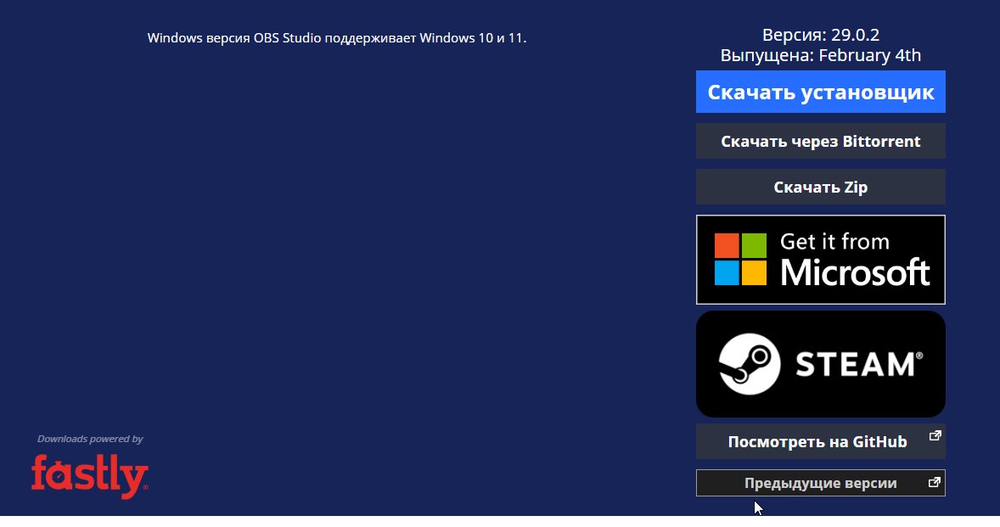 Windows версия OBS Studio поддерживает Windows 10 и 11.
Версия: 29.0.2
Выпущена: February 4th
Скачать установщик
Скачать через Bittorrent
Скачать Zip
Get it from
Microsoft
STEAM®
Посмотреть на GitHub
Предыдущие версии
Downloads powered by
fastly®